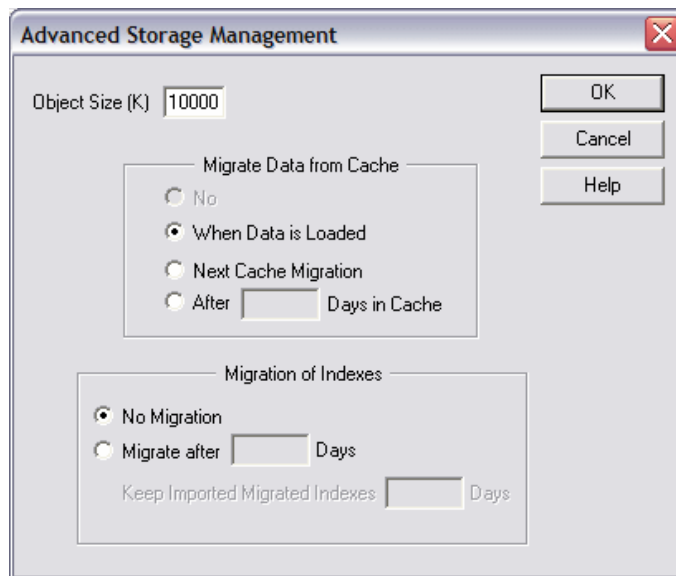 Advanced Storage Management
Object Size (K) 10000
OK
Cancel
Help
Migrate Data from Cache
No
When Data is Loaded
Next Cache Migration
After Days in Cache
Migration of Indexes
No Migration
Migrate after Days
Keep Imported Migrated Indexes Days